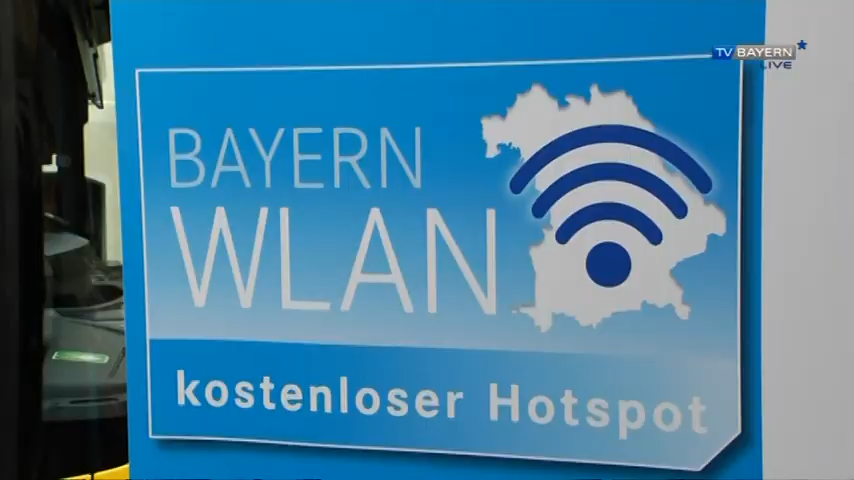 TV BAYERN
LIVE
BAYERN
WLAN
kostenloser Hotspot